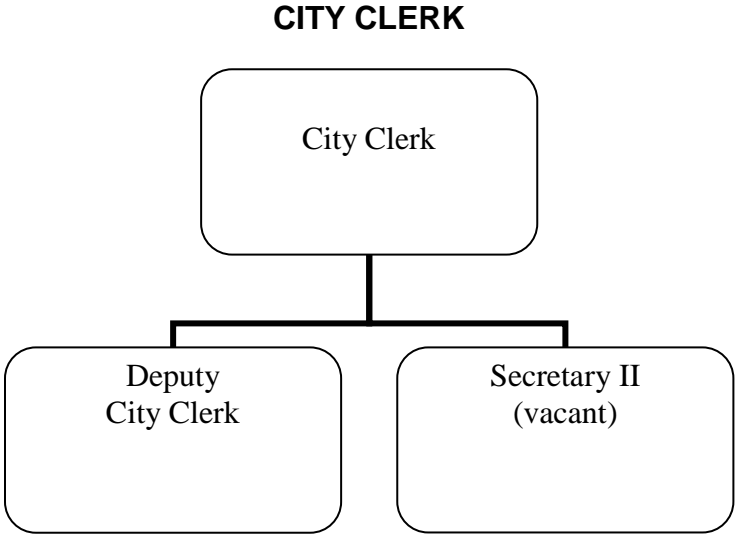 CITY CLERK
City Clerk
Deputy
City Clerk
Secretary II
(vacant)